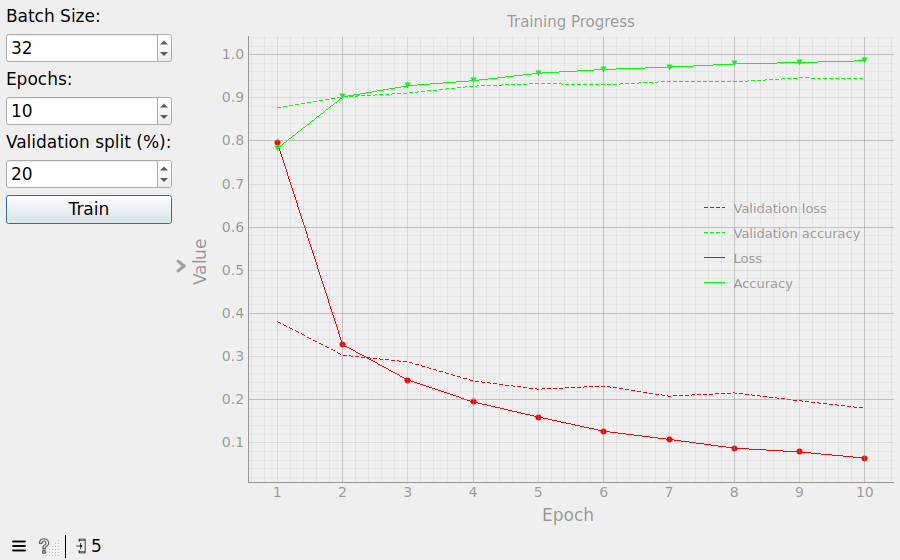 Batch Size:
32
Epochs:
10
Validation split (%):
20
Train
Training Progress
1.0
0.9
0.8
0.7
0.6
0.5
0.4
0.3
0.2
0.1
Value
Validation loss
Validation accuracy
Loss
Accuracy
1 2 3 4 5 6 7 8 9 10
Epoch
? 5